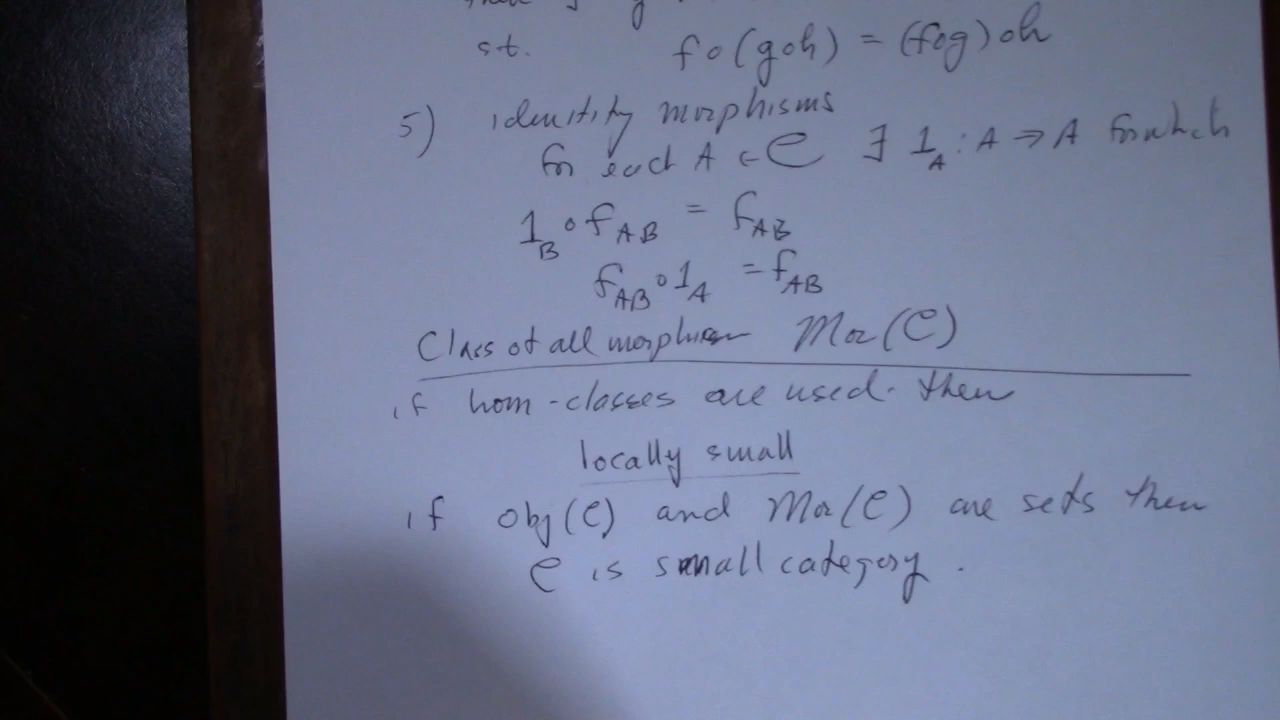 s.t. f∘(g∘h) = (f∘g)∘h
5) identity morphisms
for each A ∈ C ∃ 1_A : A → A for which
1_B ∘ f_AB = f_AB
f_AB ∘ 1_A = f_AB
Class of all morphism Mor(C)
if hom-classes are used. then
locally small
if obj(C) and Mor(C) are sets then
C is small category.